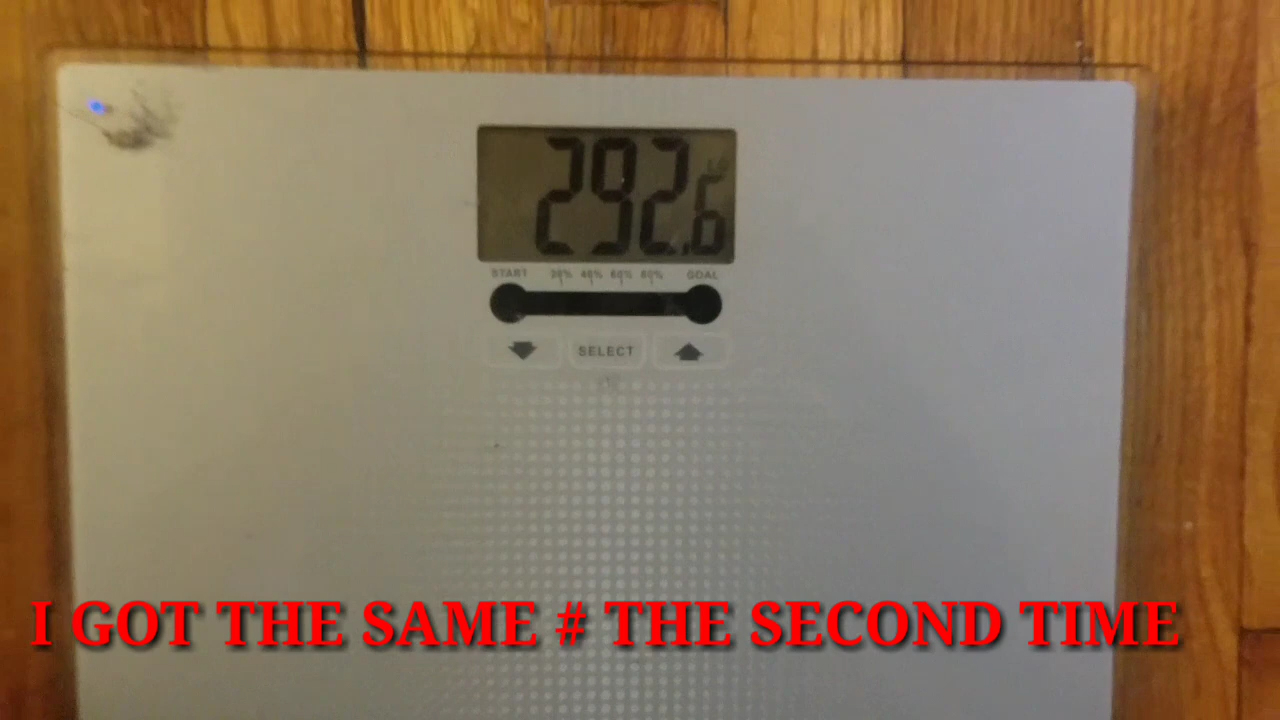 292.6
START 20% 40% 60% 80% GOAL
SELECT
I GOT THE SAME # THE SECOND TIME